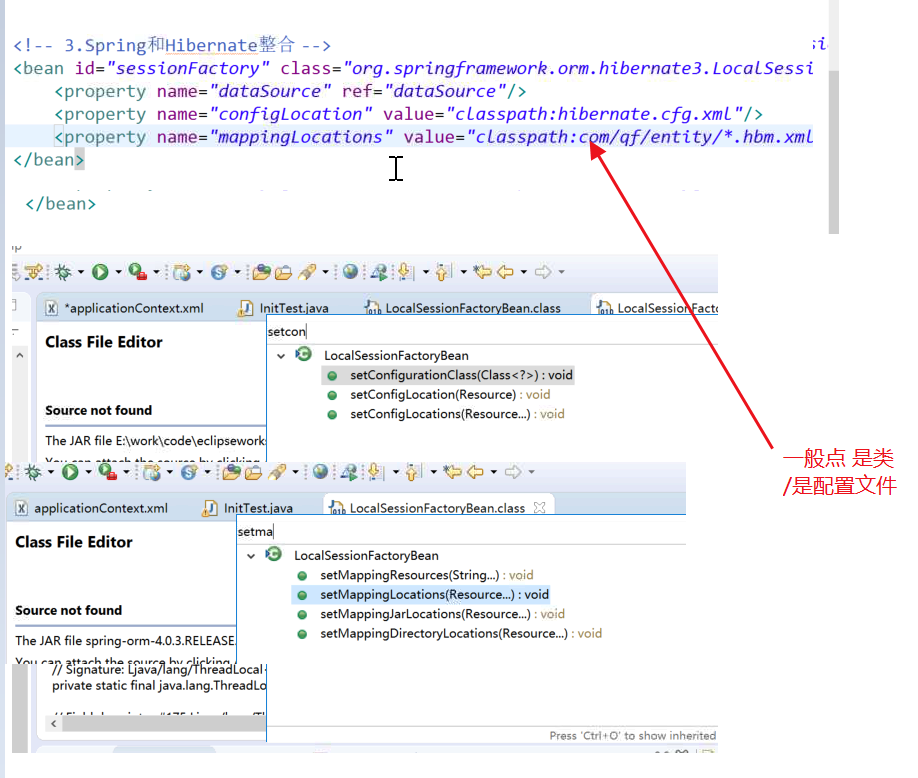 <!-- 3.Spring和Hibernate整合 -->
<bean id="sessionFactory" class="org.springframework.orm.hibernate3.LocalSessi
<property name="dataSource" ref="dataSource"/>
<property name="configLocation" value="classpath:hibernate.cfg.xml"/>
<property name="mappingLocations" value="classpath:com/qf/entity/*.hbm.xml
</bean>
</bean>
*applicationContext.xml InitTest.java LocalSessionFactoryBean.class LocalSessionFacto
Class File Editor
setcon
LocalSessionFactoryBean
setConfigurationClass(Class<?>) : void
setConfigLocation(Resource) : void
setConfigLocations(Resource...) : void
Source not found
The JAR file E:\work\code\eclipsework
You can attach the source by clicking
一般点 是类
/是配置文件
applicationContext.xml InitTest.java LocalSessionFactoryBean.class
Class File Editor
setma
LocalSessionFactoryBean
setMappingResources(String...) : void
setMappingLocations(Resource...) : void
setMappingJarLocations(Resource...) : void
setMappingDirectoryLocations(Resource...) : void
Source not found
The JAR file spring-orm-4.0.3.RELEASE.
You can attach the source by clicking
// Signature: Ljava/lang/ThreadLocal
private static final java.lang.ThreadLo
Press 'Ctrl+O' to show inherited